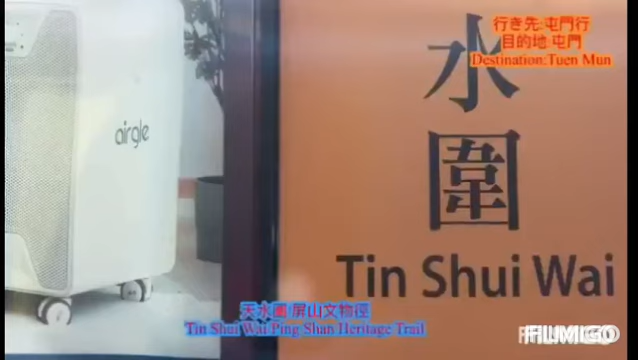 行き先:屯門行
目的地:屯門
Destination:Tuen Mun
水
圍
Tin Shui Wai
airgle
天水圍 屏山文物徑
Tin Shui Wai Ping Shan Heritage Trail
FILMIGO